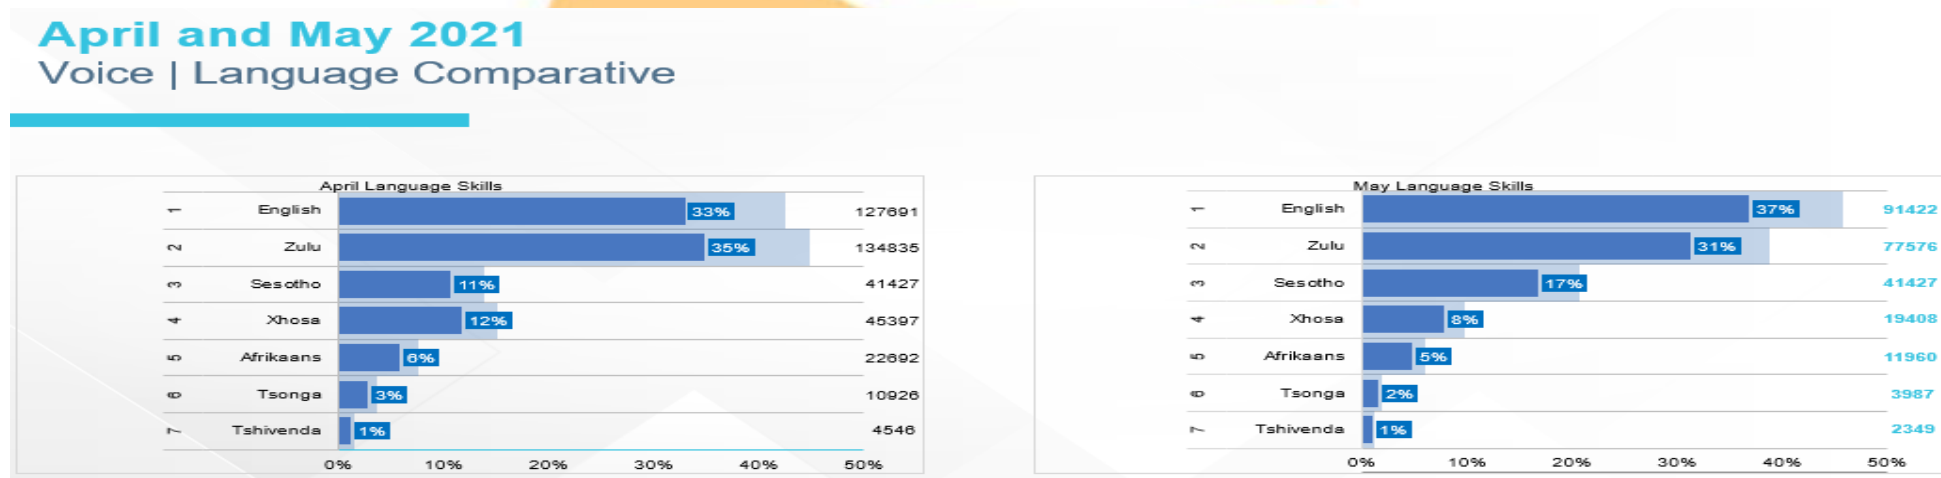 April and May 2021
Voice | Language Comparative
April Language Skills
1 English 33% 127691
2 Zulu 35% 134835
3 Sesotho 11% 41427
4 Xhosa 12% 45397
5 Afrikaans 6% 22692
6 Tsonga 3% 10926
7 Tshivenda 1% 4546
0% 10% 20% 30% 40% 50%
May Language Skills
1 English 37% 91422
2 Zulu 31% 77576
3 Sesotho 17% 41427
4 Xhosa 8% 19408
5 Afrikaans 5% 11960
6 Tsonga 2% 3987
7 Tshivenda 1% 2349
0% 10% 20% 30% 40% 50%